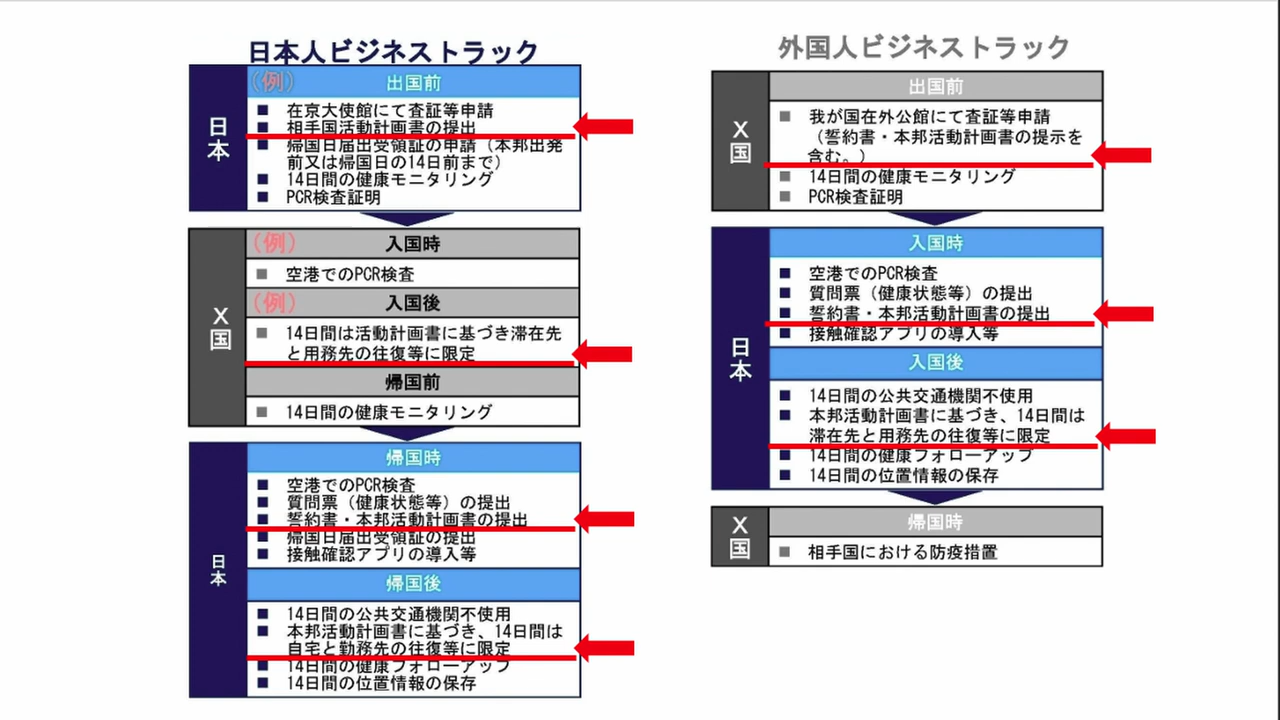 日本人ビジネストラック
日本
(例) 出国前
■ 在京大使館にて査証等申請
■ 相手国活動計画書の提出
■ 帰国日届出受領証の申請（本邦出発
前又は帰国日の14日前まで）
■ 14日間の健康モニタリング
■ PCR検査証明
X国
(例) 入国時
■ 空港でのPCR検査
(例) 入国後
■ 14日間は活動計画書に基づき滞在先
と用務先の往復等に限定
帰国前
■ 14日間の健康モニタリング
日本
帰国時
■ 空港でのPCR検査
■ 質問票（健康状態等）の提出
■ 誓約書・本邦活動計画書の提出
■ 帰国日届出受領証の提出
■ 接触確認アプリの導入等
帰国後
■ 14日間の公共交通機関不使用
■ 本邦活動計画書に基づき、14日間は
自宅と勤務先の往復等に限定
■ 14日間の健康フォローアップ
■ 14日間の位置情報の保存
外国人ビジネストラック
X国
出国前
■ 我が国在外公館にて査証等申請
（誓約書・本邦活動計画書の提示を
含む。）
■ 14日間の健康モニタリング
■ PCR検査証明
日本
入国時
■ 空港でのPCR検査
■ 質問票（健康状態等）の提出
■ 誓約書・本邦活動計画書の提出
■ 接触確認アプリの導入等
入国後
■ 14日間の公共交通機関不使用
■ 本邦活動計画書に基づき、14日間は
滞在先と用務先の往復等に限定
■ 14日間の健康フォローアップ
■ 14日間の位置情報の保存
X国
帰国時
■ 相手国における防疫措置